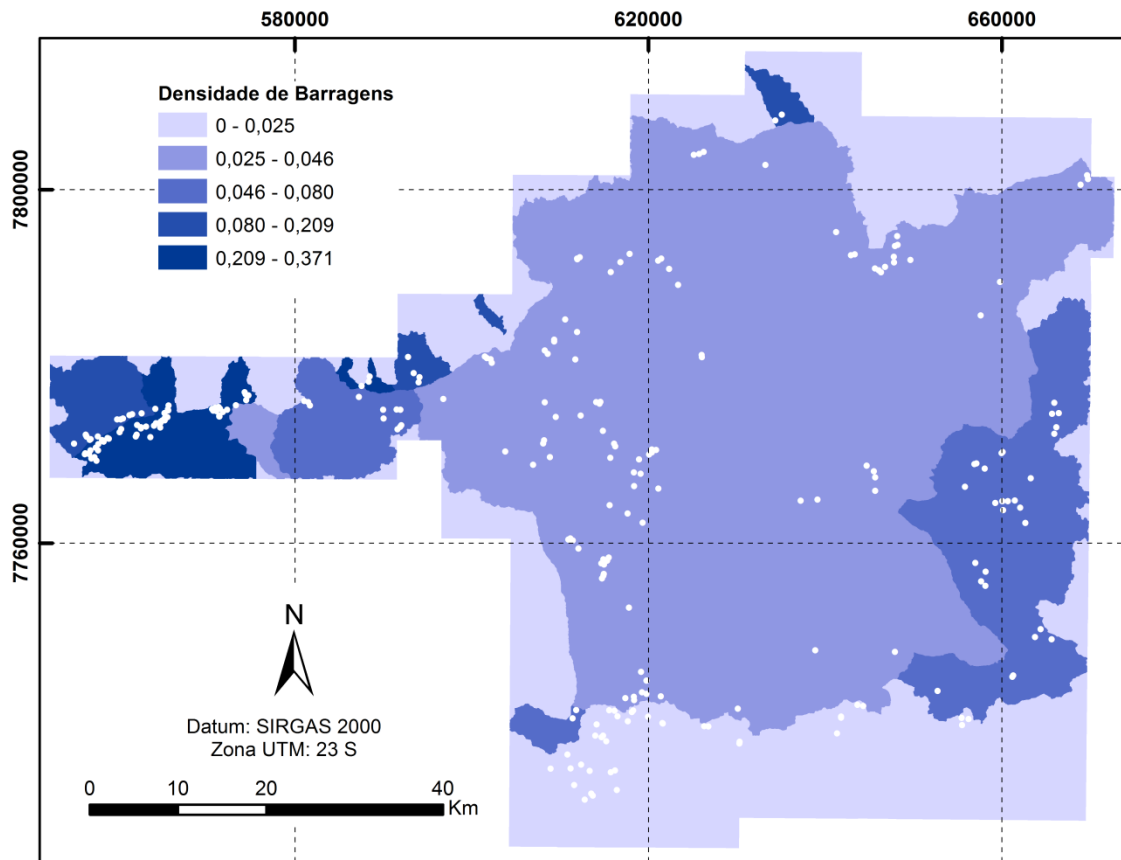 580000 620000 660000
Densidade de Barragens
0 - 0,025
0,025 - 0,046
0,046 - 0,080
0,080 - 0,209
0,209 - 0,371
7800000
7760000
N
Datum: SIRGAS 2000
Zona UTM: 23 S
0 10 20 40
Km